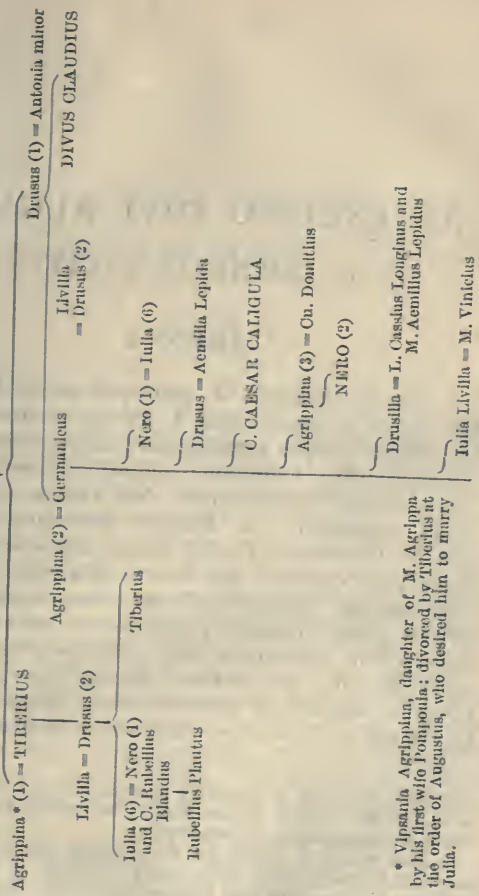 Agrippina * (1) = TIBERIUS
Drusus (1) = Antonia minor
Livilla = Drusus (2)
Agrippina (2) = Germanicus
Livilla
= Drusus (2)
DIVUS CLAUDIUS
Iulia (6) = Nero (1)
and C. Rubellius
Blandus
Tiberius
Rubellius Plautus
Nero (1) = Iulia (6)
Drusus = Aemilia Lepida
C. CAESAR CALIGULA
Agrippina (3) = Cn. Domitius
NERO (2)
Drusilla = L. Cassius Longinus and
M. Aemilius Lepidus
Iulia Livilla = M. Vinicius
* Vipsania Agrippina, daughter of M. Agrippa
by his first wife Pomponia: divorced by Tiberius at
the order of Augustus, who desired him to marry
Julia.